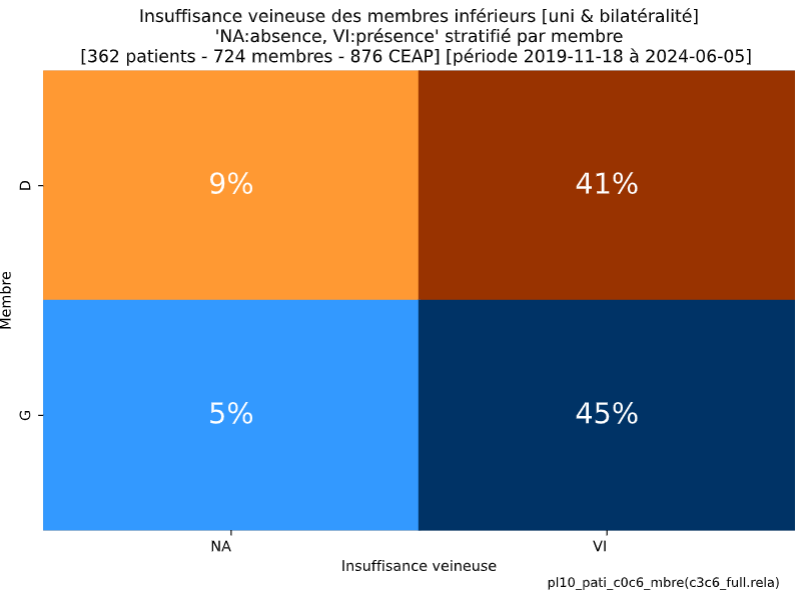 Insuffisance veineuse des membres inférieurs [uni & bilatéralité]
'NA:absence, VI:présence' stratifié par membre
[362 patients - 724 membres - 876 CEAP] [période 2019-11-18 à 2024-06-05]
D
9%
41%
Membre
G
5%
45%
NA
VI
Insuffisance veineuse
pl10_pati_c0c6_mbre(c3c6_full.rela)